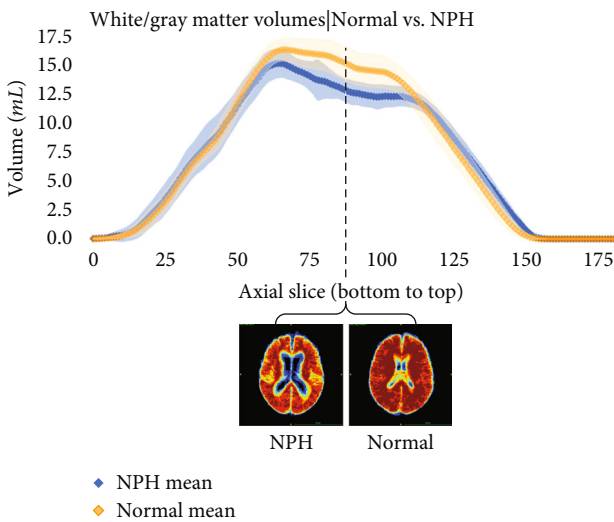 White/gray matter volumes|Normal vs. NPH
17.5
15.0
12.5
10.0
7.5
5.0
2.5
0.0
Volume (mL)
0 25 50 75 100 125 150 175
Axial slice (bottom to top)
NPH Normal
NPH mean
Normal mean